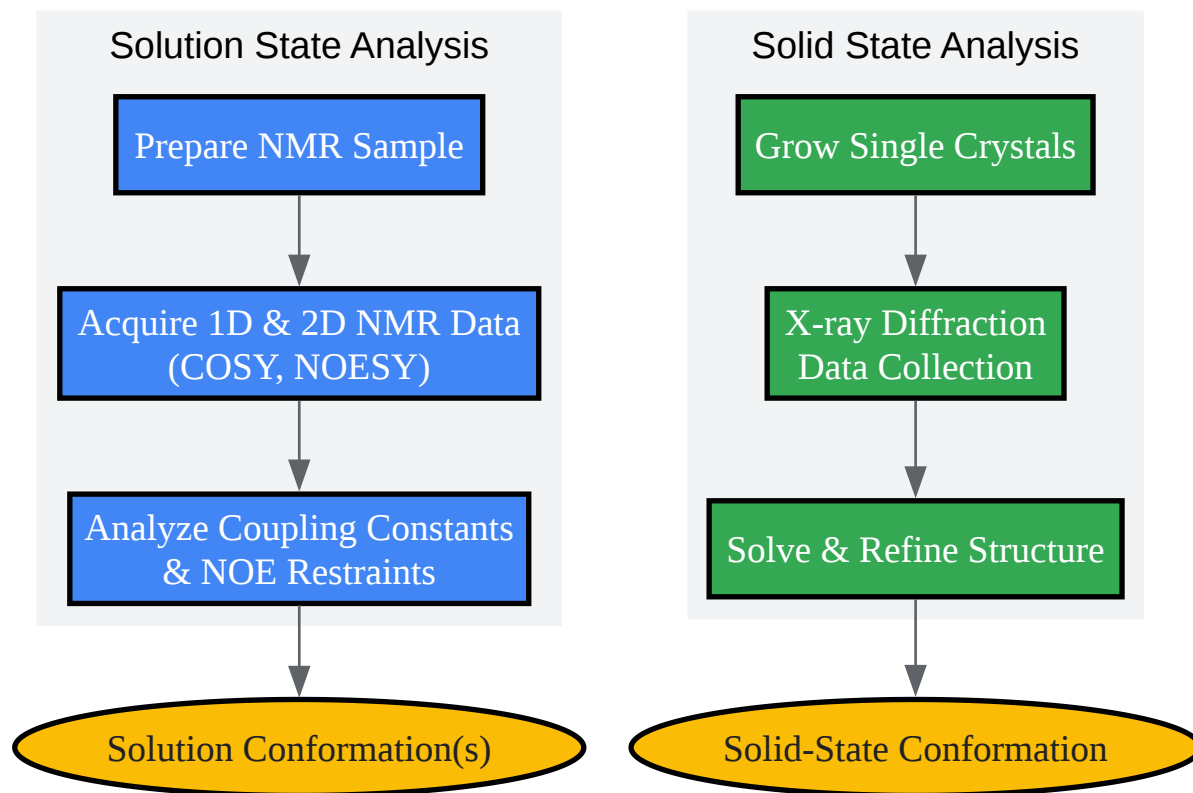 Solution State Analysis
Prepare NMR Sample
Acquire 1D & 2D NMR Data
(COSY, NOESY)
Analyze Coupling Constants
& NOE Restraints
Solution Conformation(s)
Solid State Analysis
Grow Single Crystals
X-ray Diffraction
Data Collection
Solve & Refine Structure
Solid-State Conformation